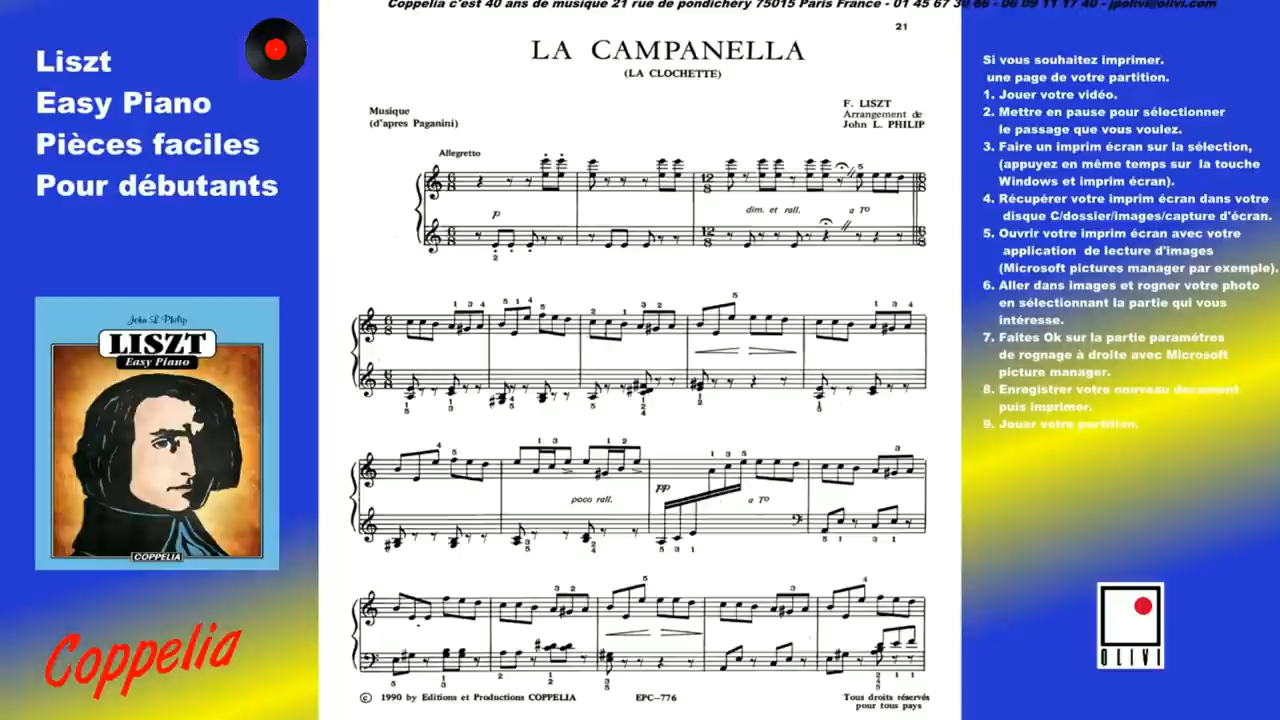 Coppelia c'est 40 ans de musique 21 rue de pondichéry 75015 Paris France - 01 45 67 30 66 - 06 09 11 17 40 - jpolivi@olivi.com
Liszt
Easy Piano
Pièces faciles
Pour débutants
John L Philip
LISZT
Easy Piano
COPPELIA
Coppelia
21
LA CAMPANELLA
(LA CLOCHETTE)
Musique
(d'apres Paganini)
F. LISZT
Arrangement de
John L. PHILIP
Allegretto
p
dim. et rall.
a TO
poco rall.
pp
a TO
© 1990 by Editions et Productions COPPELIA
EPC-776
Tous droits réservés
pour tous pays
Si vous souhaitez imprimer.
une page de votre partition.
1. Jouer votre vidéo.
2. Mettre en pause pour sélectionner
le passage que vous voulez.
3. Faire un imprim écran sur la sélection,
(appuyez en même temps sur la touche
Windows et imprim écran).
4. Récupérer votre imprim écran dans votre
disque C/dossier/images/capture d'écran.
5. Ouvrir votre imprim écran avec votre
application de lecture d'images
(Microsoft pictures manager par exemple).
6. Aller dans images et rogner votre photo
en sélectionnant la partie qui vous
intéresse.
7. Faites Ok sur la partie paramétres
de rognage à droite avec Microsoft
picture manager.
8. Enregistrer votre nouveau document
puis imprimer.
9. Jouer votre partition.
OLIVI